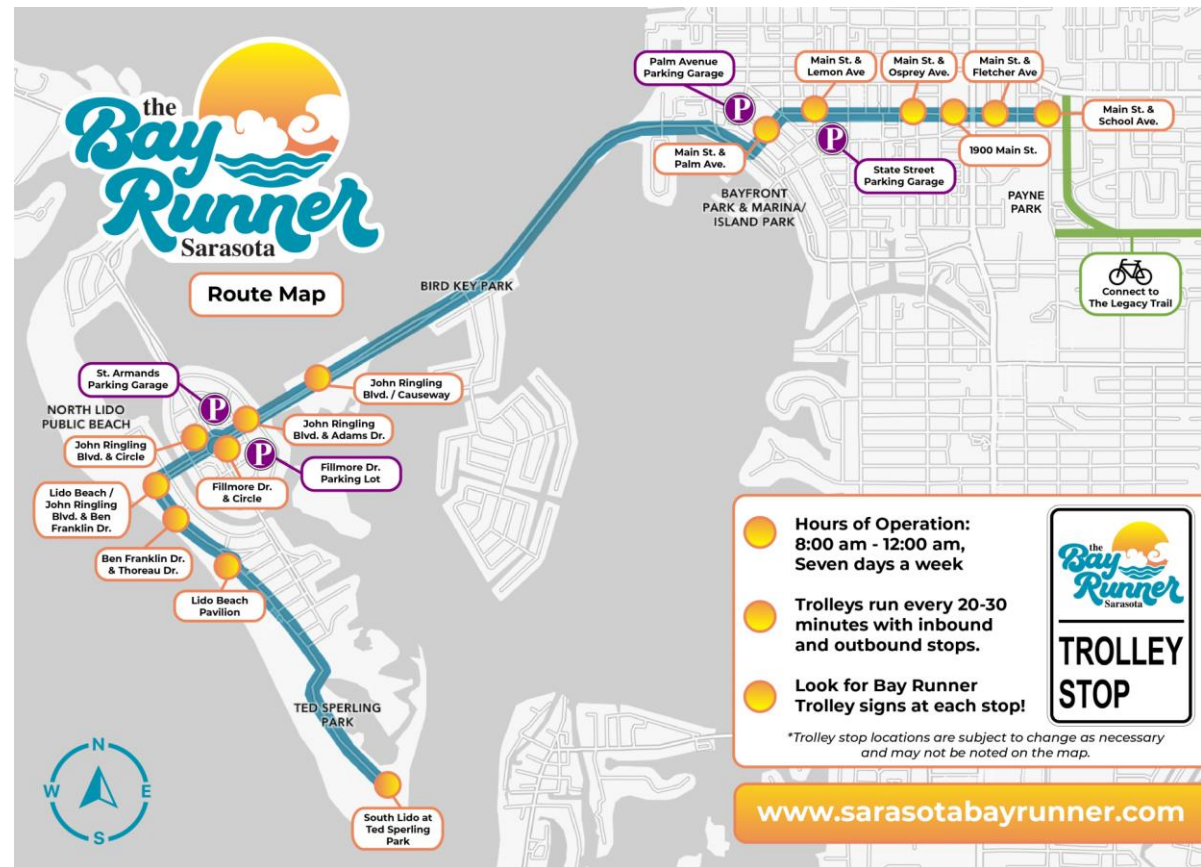 the
Bay
Runner
Sarasota
Route Map
Palm Avenue
Parking Garage
Main St. &
Lemon Ave
Main St. &
Osprey Ave.
Main St. &
Fletcher Ave
Main St. &
School Ave.
Main St. &
Palm Ave.
1900 Main St.
P
P
State Street
Parking Garage
BAYFRONT
PARK & MARINA/
ISLAND PARK
PAYNE
PARK
Connect to
The Legacy Trail
BIRD KEY PARK
St. Armands
Parking Garage
P
John Ringling
Blvd. / Causeway
NORTH LIDO
PUBLIC BEACH
John Ringling
Blvd. & Adams Dr.
John Ringling
Blvd. & Circle
P
Fillmore Dr.
Parking Lot
Fillmore Dr.
& Circle
Lido Beach /
John Ringling
Blvd. & Ben
Franklin Dr.
Ben Franklin Dr.
& Thoreau Dr.
Lido Beach
Pavilion
TED SPERLING
PARK
South Lido at
Ted Sperling
Park
N
W
E
S
Hours of Operation:
8:00 am - 12:00 am,
Seven days a week
Trolleys run every 20-30
minutes with inbound
and outbound stops.
Look for Bay Runner
Trolley signs at each stop!
the
Bay
Runner
Sarasota
TROLLEY
STOP
*Trolley stop locations are subject to change as necessary
and may not be noted on the map.
www.sarasotabayrunner.com